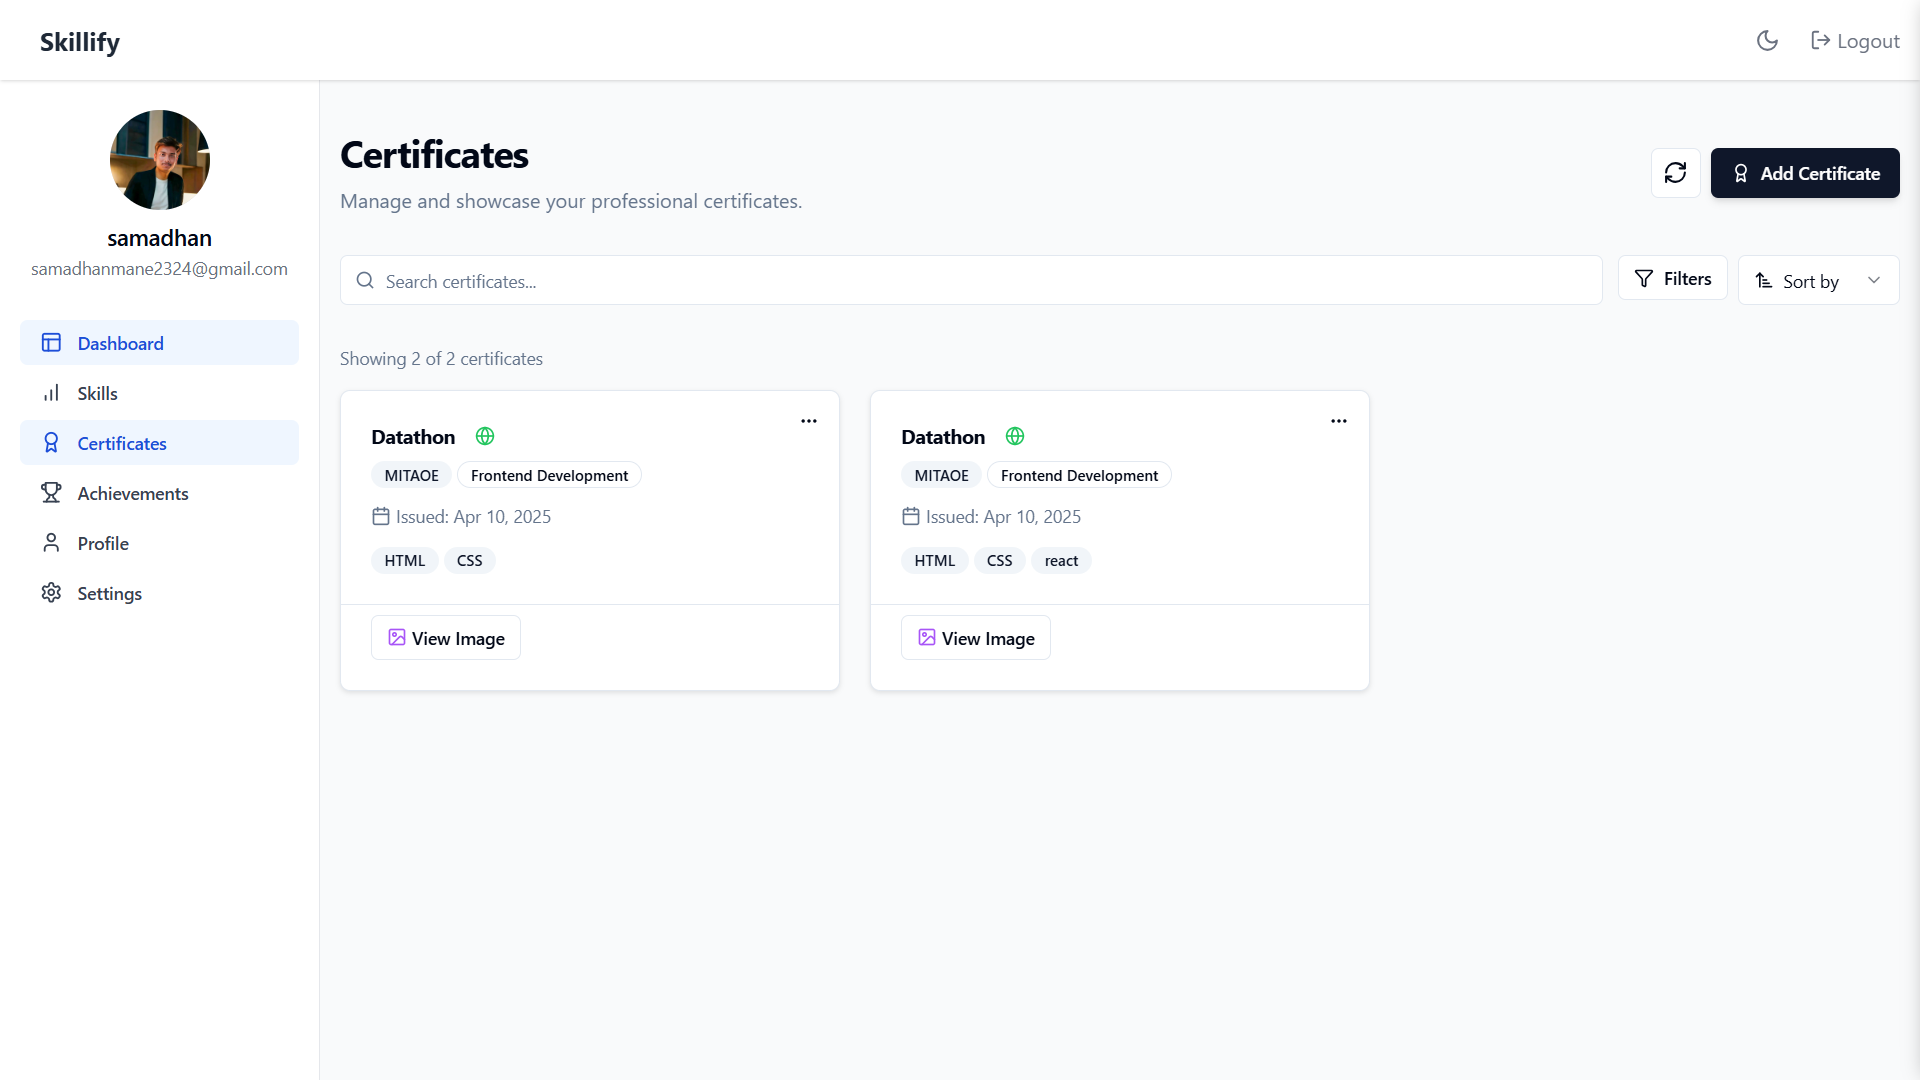 Skillify
Logout
samadhan
samadhanmane2324@gmail.com
Dashboard
Skills
Certificates
Achievements
Profile
Settings
Certificates
Manage and showcase your professional certificates.
Add Certificate
Search certificates...
Filters
Sort by
Showing 2 of 2 certificates
Datathon
MITAOE Frontend Development
Issued: Apr 10, 2025
HTML CSS
View Image
Datathon
MITAOE Frontend Development
Issued: Apr 10, 2025
HTML CSS react
View Image